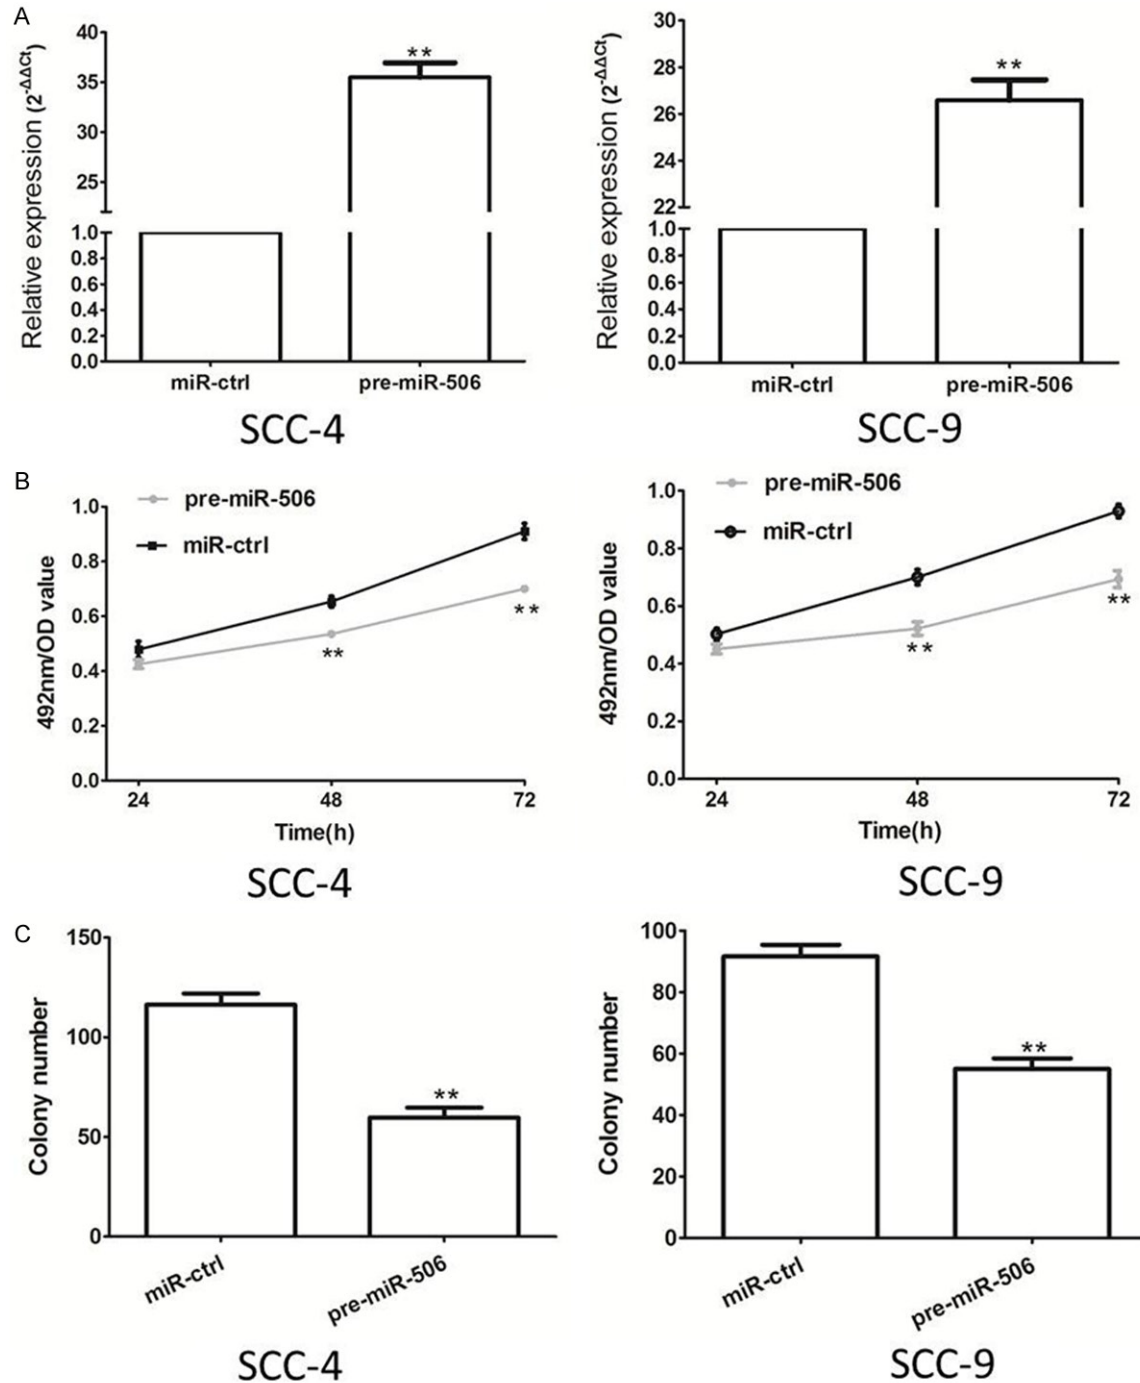 A
Relative expression (2^-ΔΔCt)
40
35
30
25
1.0
0.8
0.6
0.4
0.2
0.0
**
miR-ctrl
pre-miR-506
SCC-4
Relative expression (2^-ΔΔCt)
30
28
26
24
22
1.0
0.8
0.6
0.4
0.2
0.0
**
miR-ctrl
pre-miR-506
SCC-9
B
pre-miR-506
miR-ctrl
492nm/OD value
1.0
0.8
0.6
0.4
0.2
0.0
**
**
24
48
72
Time(h)
SCC-4
pre-miR-506
miR-ctrl
492nm/OD value
1.0
0.8
0.6
0.4
0.2
0.0
**
**
24
48
72
Time(h)
SCC-9
C
Colony number
150
100
50
0
**
miR-ctrl
pre-miR-506
SCC-4
Colony number
100
80
60
40
20
0
**
miR-ctrl
pre-miR-506
SCC-9